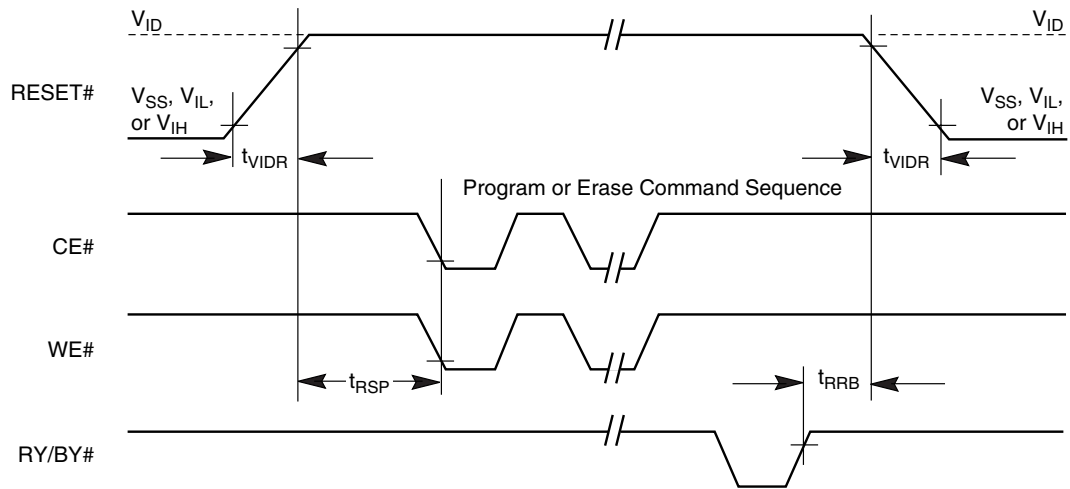 V_ID
V_ID
RESET#
V_SS, V_IL,
or V_IH
V_SS, V_IL,
or V_IH
t_VIDR
t_VIDR
Program or Erase Command Sequence
CE#
WE#
t_RSP
t_RRB
RY/BY#